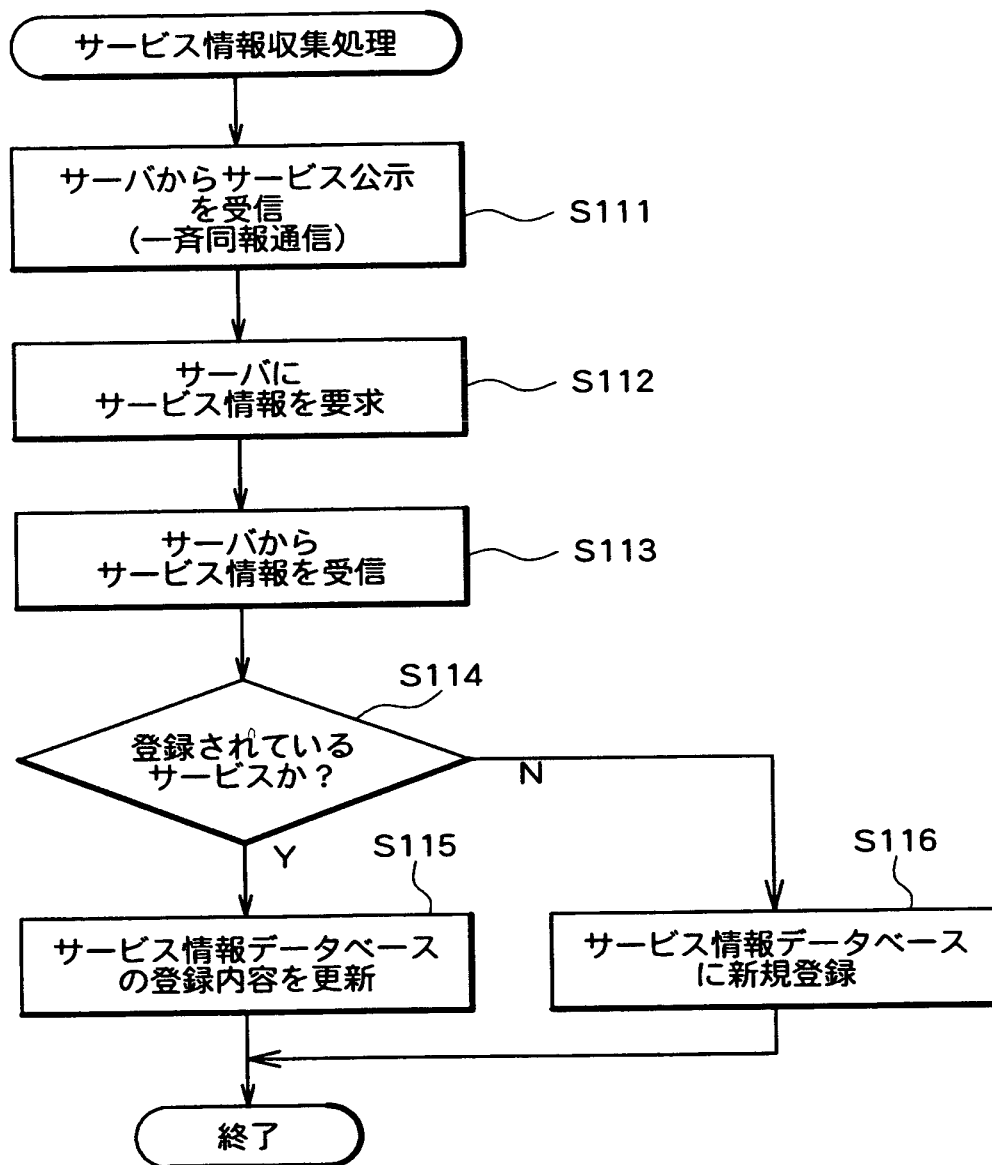 サービス情報収集処理
サーバからサービス公示
を受信
(一斉同報通信)
S111
サーバに
サービス情報を要求
S112
サーバから
サービス情報を受信
S113
S114
登録されている
サービスか?
N
Y
S115
サービス情報データベース
の登録内容を更新
S116
サービス情報データベース
に新規登録
終了